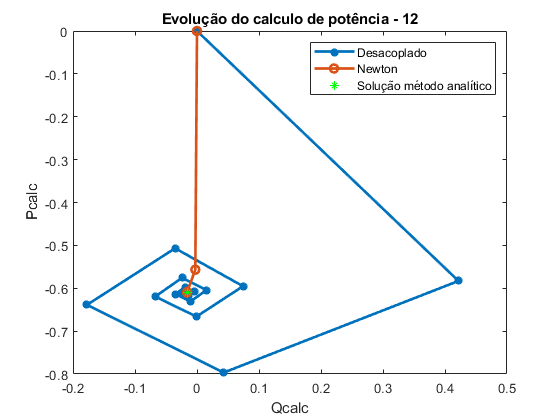 Evolução do calculo de potência - 12
Desacoplado
Newton
Solução método analítico
Pcalc
0
-0.1
-0.2
-0.3
-0.4
-0.5
-0.6
-0.7
-0.8
-0.2
-0.1
0
0.1
0.2
0.3
0.4
0.5
Qcalc